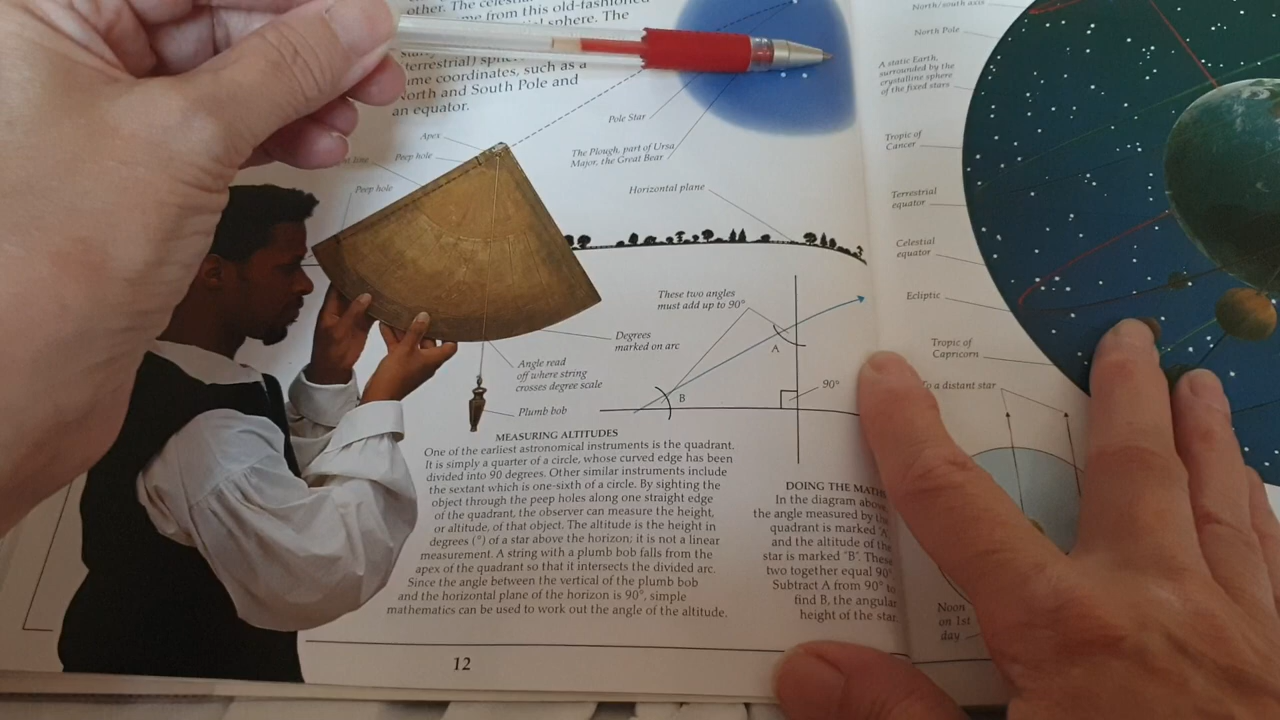 other. The celestial
from this old-fashioned
sphere. The
(terrestrial)
same coordinates, such as a
North and South Pole and
an equator.
Apex
Peep hole
Peep hole
Pole Star
The Plough, part of Ursa
Major, the Great Bear
Horizontal plane
These two angles
must add up to 90°
A
B
90°
Degrees
marked on arc
Angle read
off where string
crosses degree scale
Plumb bob
MEASURING ALTITUDES
One of the earliest astronomical instruments is the quadrant.
It is simply a quarter of a circle, whose curved edge has been
divided into 90 degrees. Other similar instruments include
the sextant which is one-sixth of a circle. By sighting the
object through the peep holes along one straight edge
of the quadrant, the observer can measure the height,
or altitude, of that object. The altitude is the height in
degrees (°) of a star above the horizon; it is not a linear
measurement. A string with a plumb bob falls from the
apex of the quadrant so that it intersects the divided arc.
Since the angle between the vertical of the plumb bob
and the horizontal plane of the horizon is 90°, simple
mathematics can be used to work out the angle of the altitude.
DOING THE MATHS
In the diagram above,
the angle measured by the
quadrant is marked "A"
and the altitude of the
star is marked "B". These
two together equal 90°.
Subtract A from 90° to
find B, the angular
height of the star
12
North/south axis
North Pole
A static Earth,
surrounded by the
crystalline sphere
of the fixed stars
Tropic of
Cancer
Terrestrial
equator
Celestial
equator
Ecliptic
Tropic of
Capricorn
To a distant star
Noon
on 1st
day